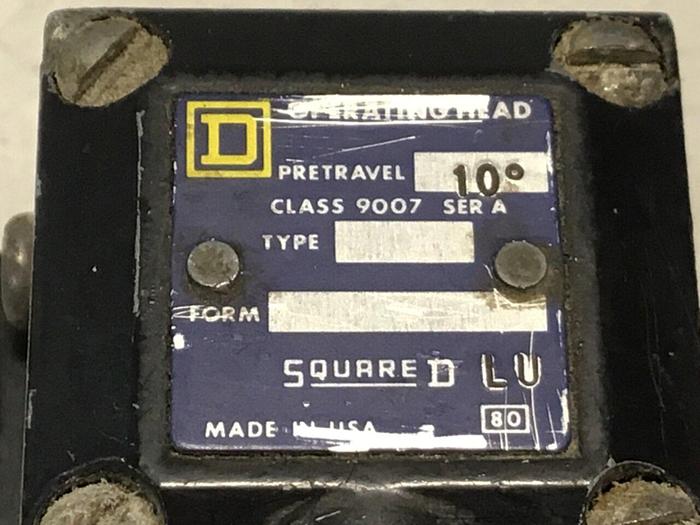 D
OPERATING HEAD
PRETRAVEL 10°
CLASS 9007 SER A
TYPE
FORM
SQUARE D LU
MADE IN USA 80